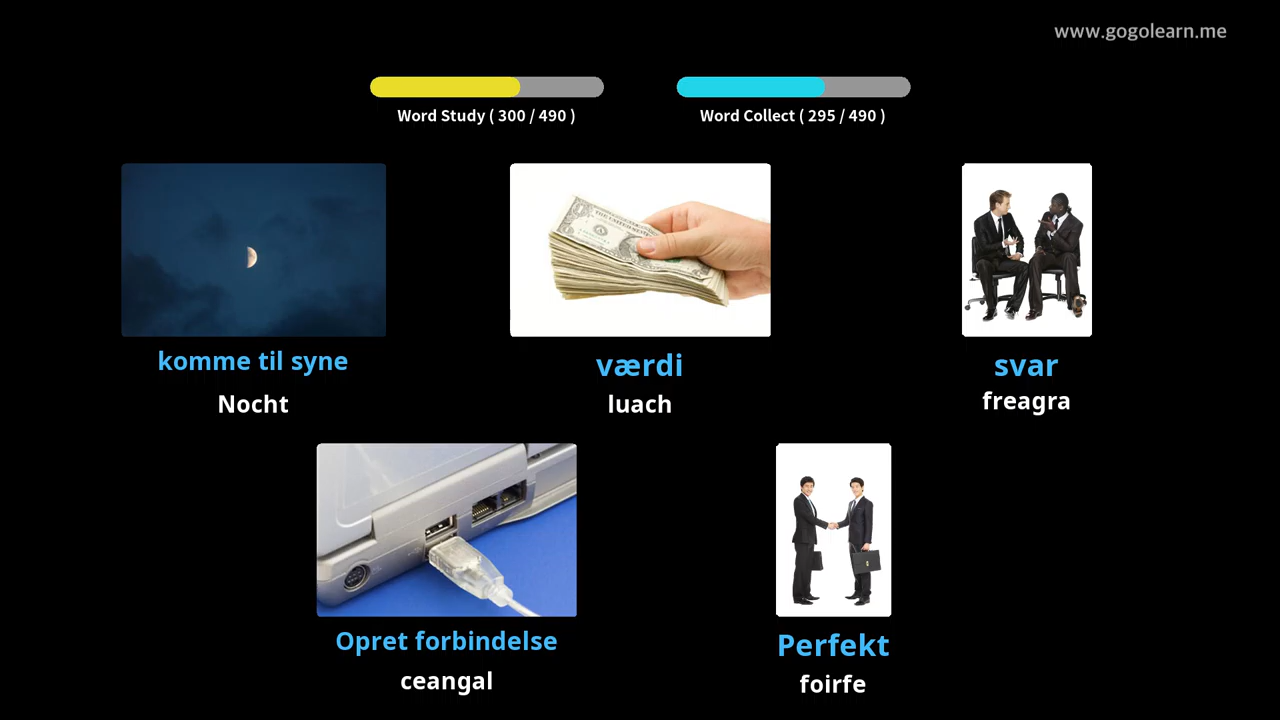 www.gogolearn.me
Word Study ( 300 / 490 )
Word Collect ( 295 / 490 )
komme til syne
Nocht
værdi
luach
svar
freagra
Opret forbindelse
ceangal
Perfekt
foirfe